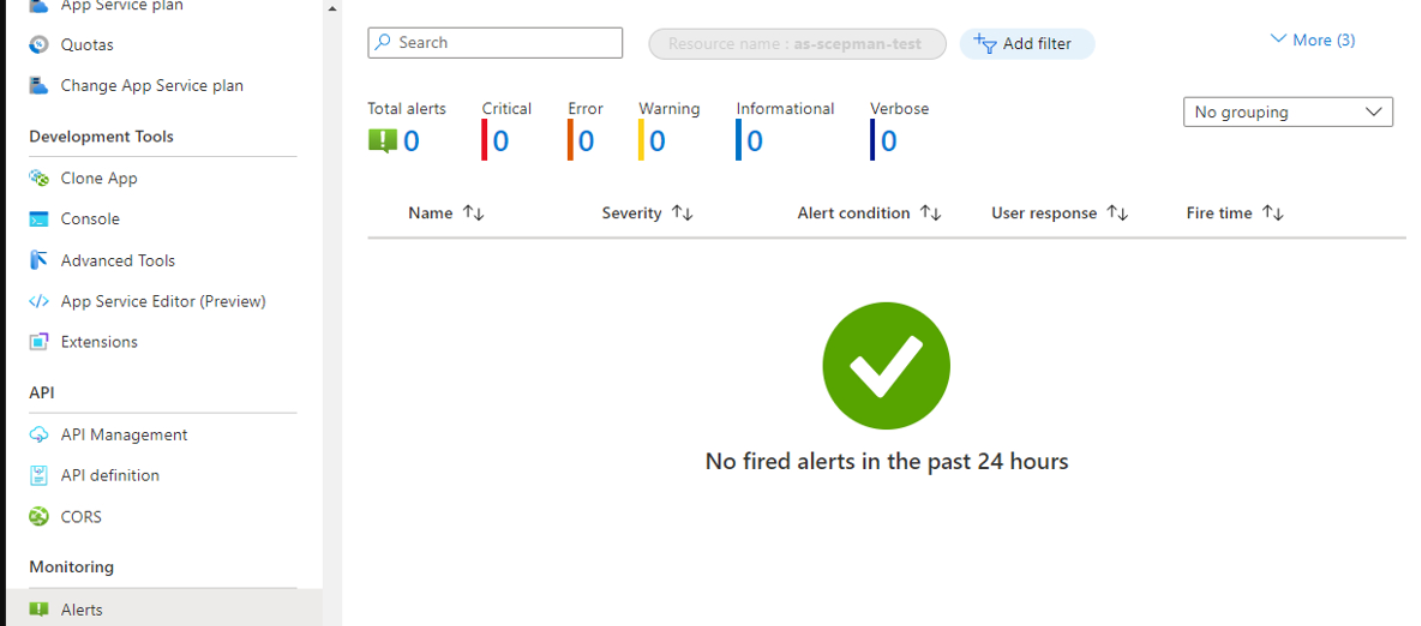 App Service plan
Quotas
Change App Service plan
Development Tools
Clone App
Console
Advanced Tools
App Service Editor (Preview)
Extensions
API
API Management
API definition
CORS
Monitoring
Alerts
Search
Resource name : as-scepman-test
Add filter
More (3)
Total alerts
0
Critical
0
Error
0
Warning
0
Informational
0
Verbose
0
No grouping
Name
Severity
Alert condition
User response
Fire time
No fired alerts in the past 24 hours